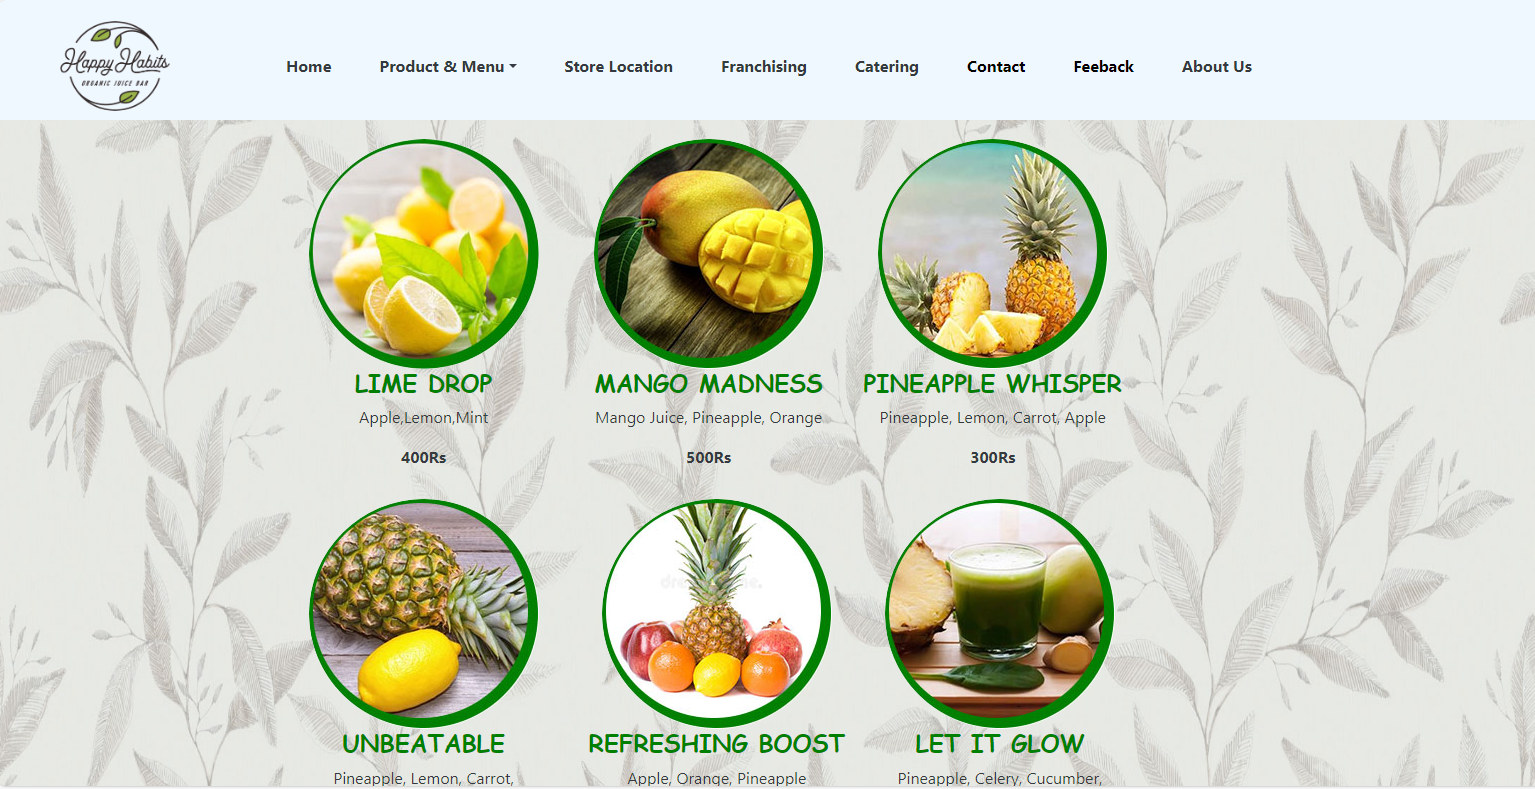 Happy Habits
ORGANIC JUICE BAR
Home Product & Menu Store Location Franchising Catering Contact Feeback About Us
LIME DROP MANGO MADNESS PINEAPPLE WHISPER
Apple,Lemon,Mint Mango Juice, Pineapple, Orange Pineapple, Lemon, Carrot, Apple
400Rs 500Rs 300Rs
UNBEATABLE REFRESHING BOOST LET IT GLOW
Pineapple, Lemon, Carrot, Apple, Orange, Pineapple Pineapple, Celery, Cucumber,